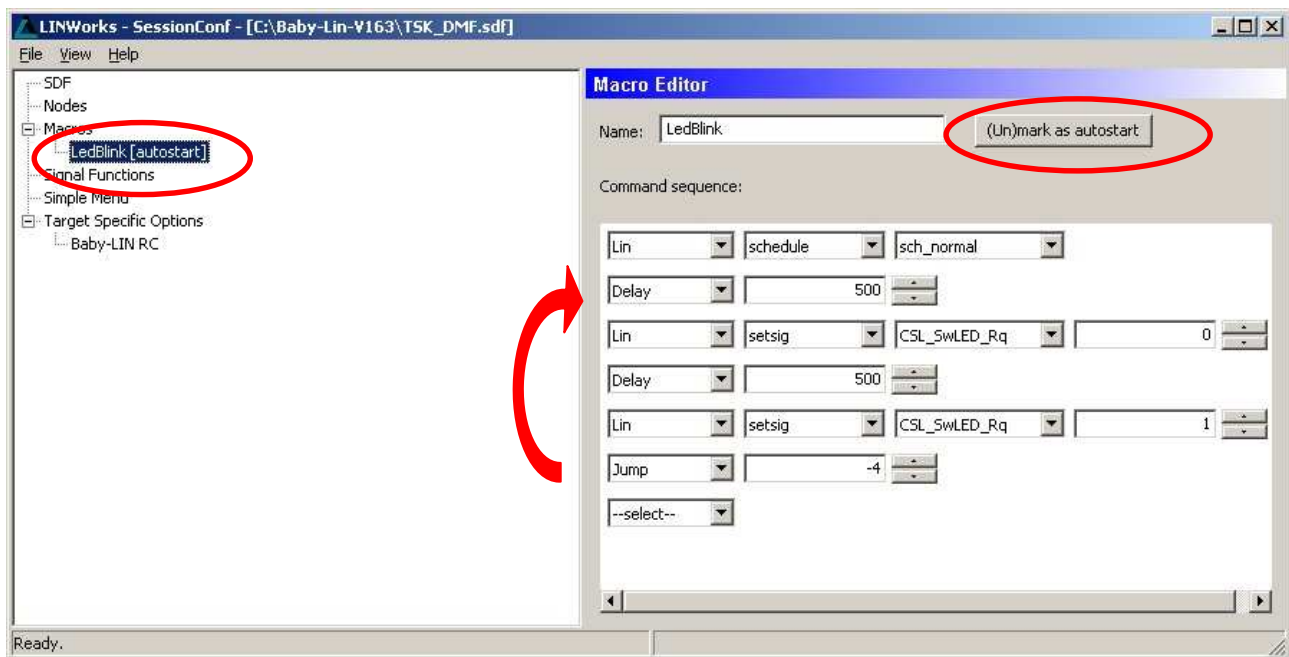 LINWorks - SessionConf - [C:\Baby-Lin-V163\TSK_DMF.sdf]
File View Help
SDF
Nodes
Macros
LedBlink [autostart]
Signal Functions
Simple Menu
Target Specific Options
Baby-LIN RC
Macro Editor
Name: LedBlink (Un)mark as autostart
Command sequence:
Lin schedule sch_normal
Delay 500
Lin setsig CSL_SwLED_Rq 0
Delay 500
Lin setsig CSL_SwLED_Rq 1
Jump -4
--select--
Ready.